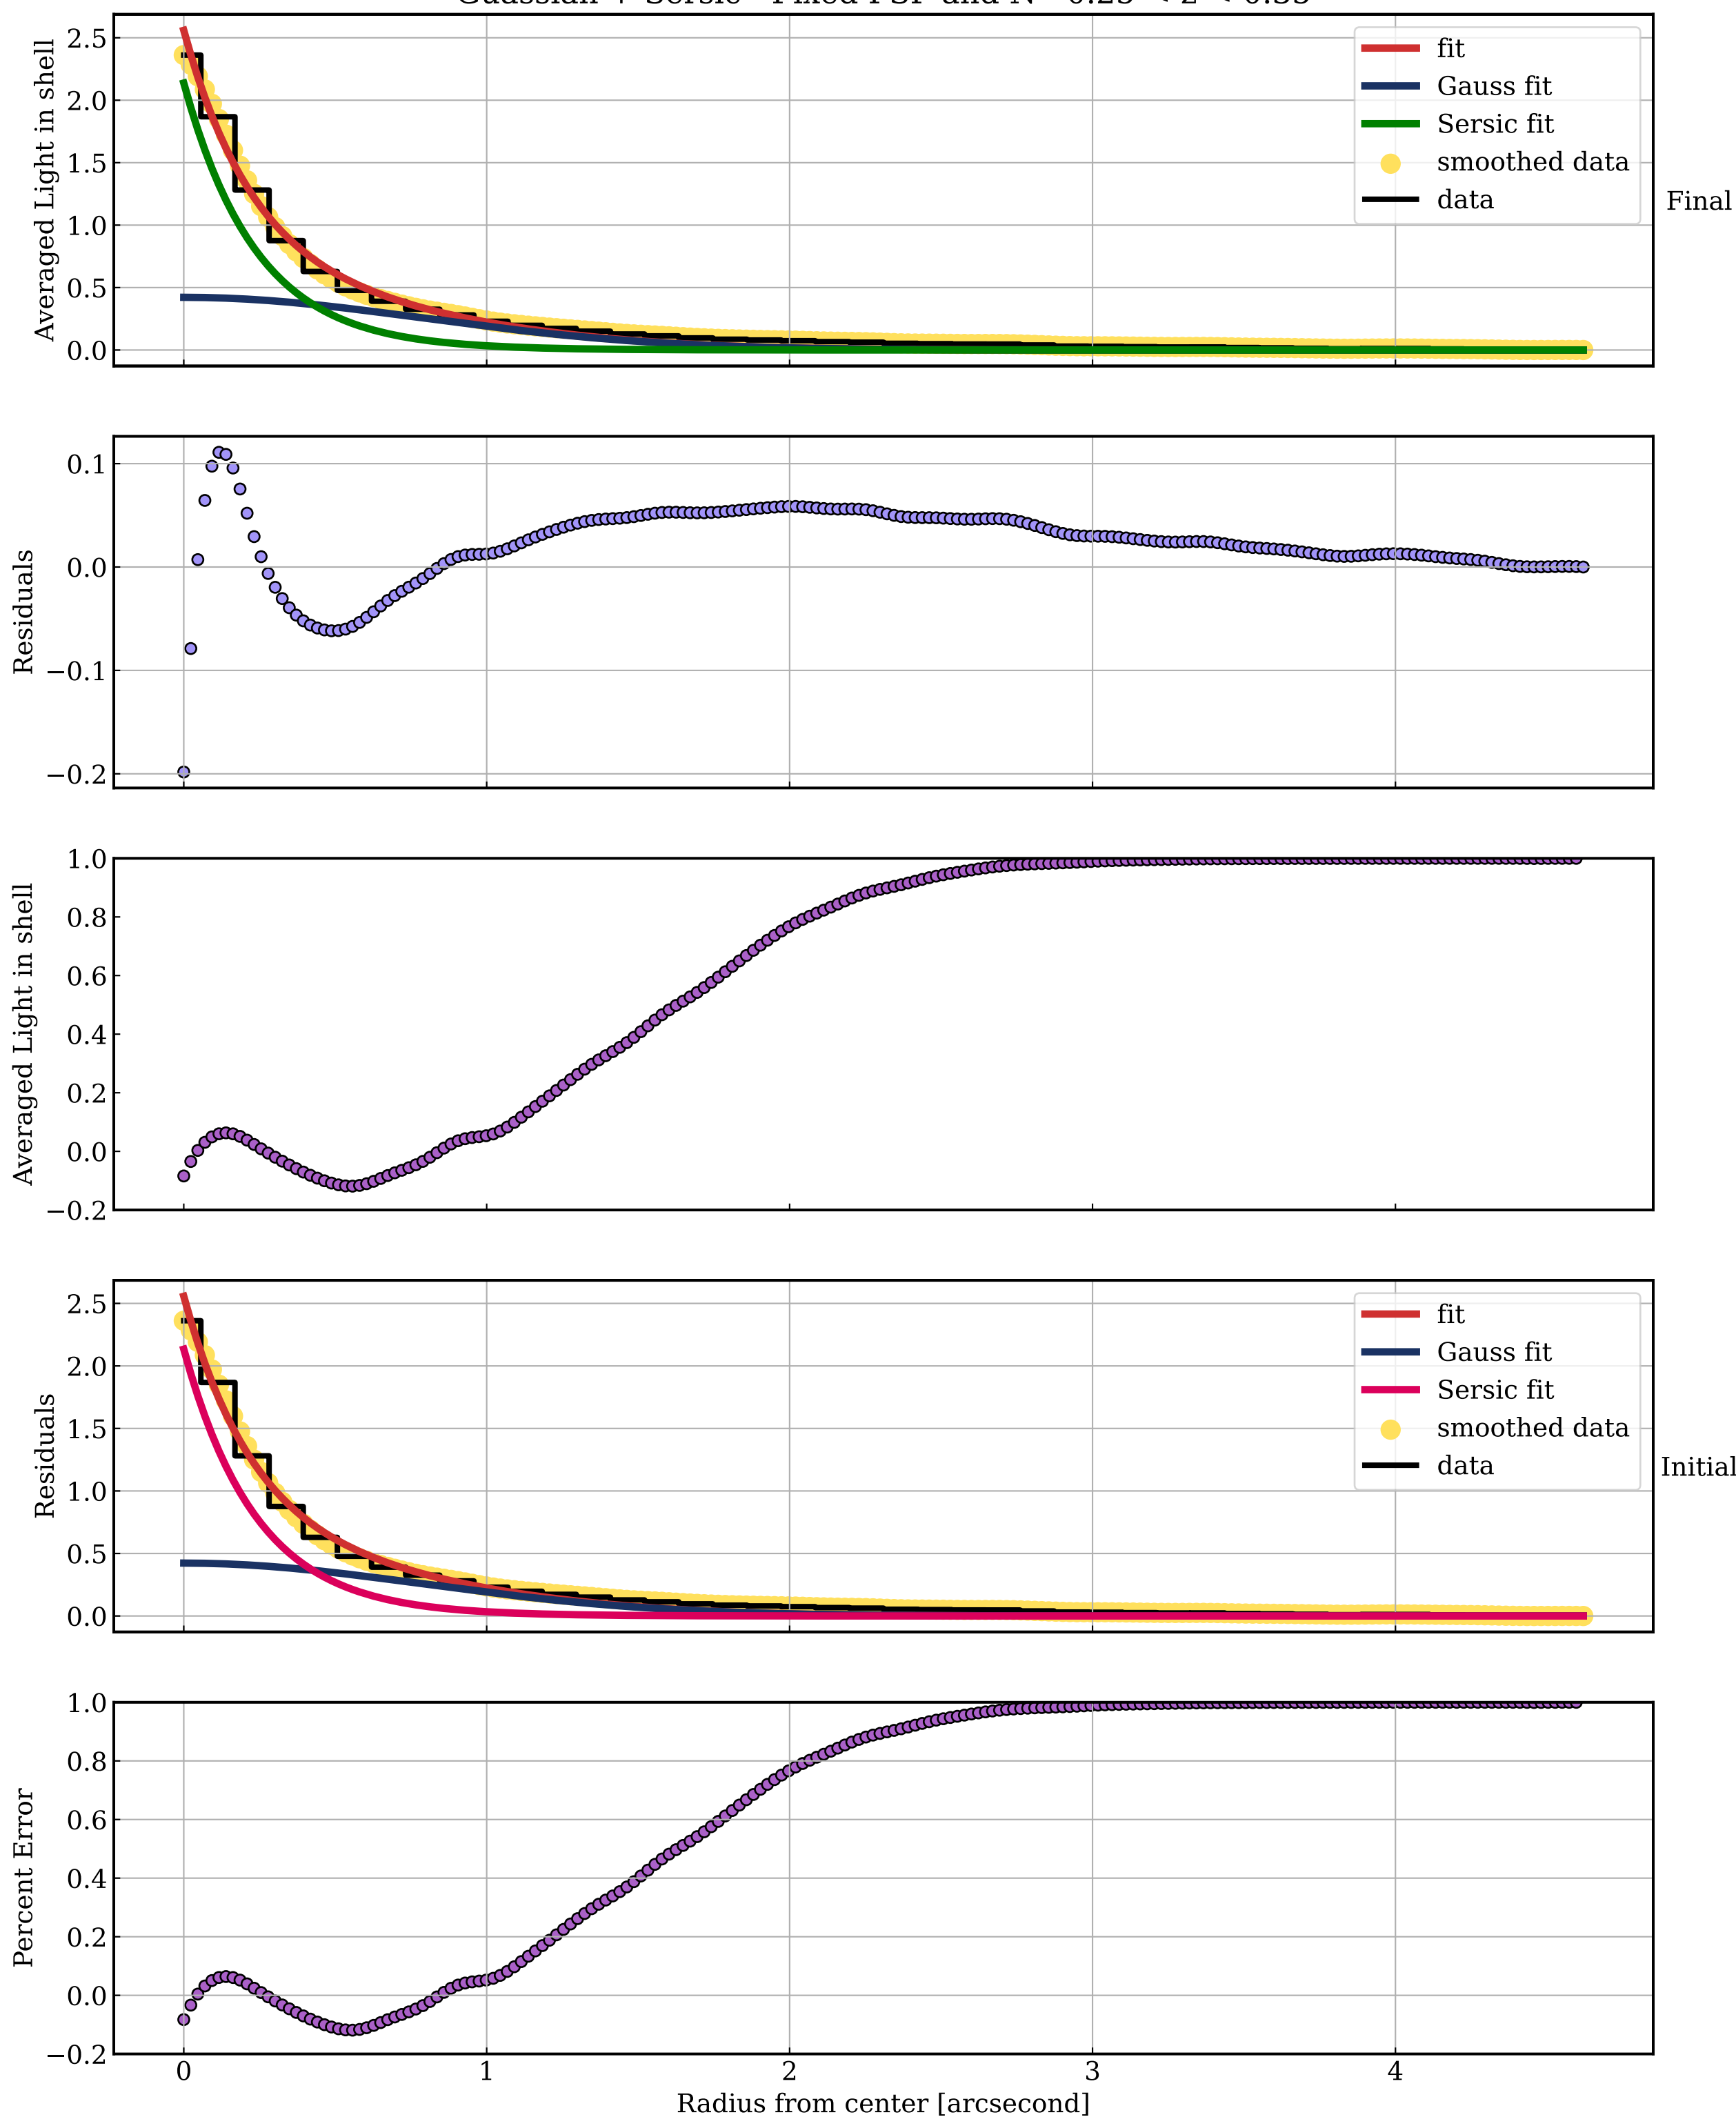 2.5
2.0
1.5
1.0
0.5
0.0
Averaged Light in shell
fit
Gauss fit
Sersic fit
smoothed data
data
Final
0.1
0.0
−0.1
−0.2
Residuals
1.0
0.8
0.6
0.4
0.2
0.0
−0.2
Averaged Light in shell
2.5
2.0
1.5
1.0
0.5
0.0
Residuals
fit
Gauss fit
Sersic fit
smoothed data
data
Initial
1.0
0.8
0.6
0.4
0.2
0.0
−0.2
Percent Error
0 1 2 3 4
Radius from center [arcsecond]